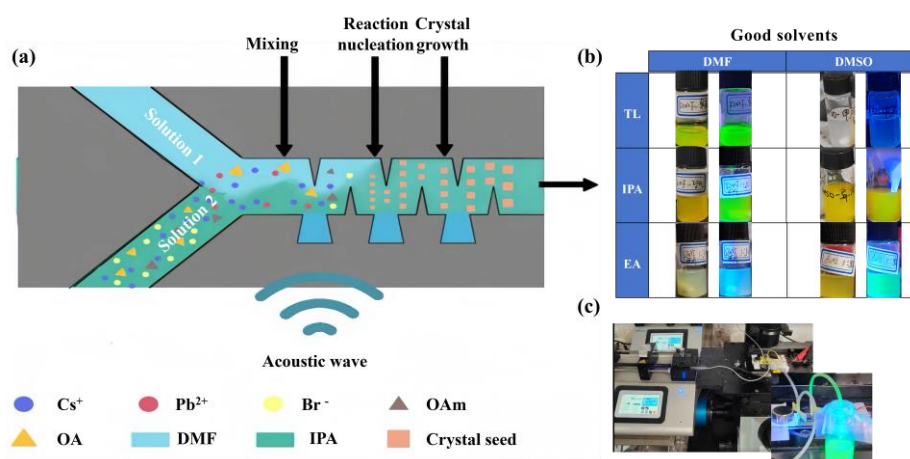 (a)
Mixing
Reaction
nucleation
Crystal
growth
Solution 1
Solution 2
Acoustic wave
Cs⁺
Pb²⁺
Br⁻
OAm
OA
DMF
IPA
Crystal seed
(b)
Good solvents
DMF
DMSO
TL
IPA
EA
(c)